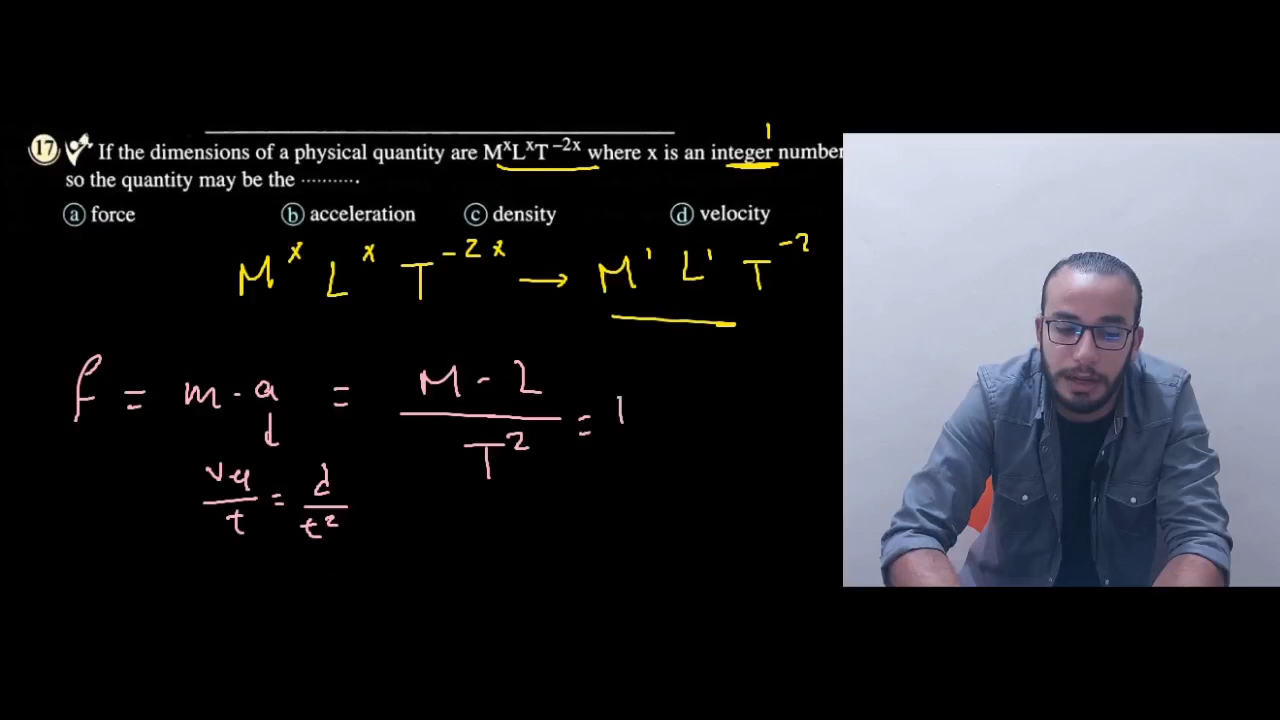 17 If the dimensions of a physical quantity are MˣLˣT⁻²ˣ where x is an integer number
1
so the quantity may be the ..........
a force b acceleration c density d velocity
Mˣ Lˣ T⁻²ˣ → M¹ L¹ T⁻²
F = m · a = M · L / T² = 1
d / t²